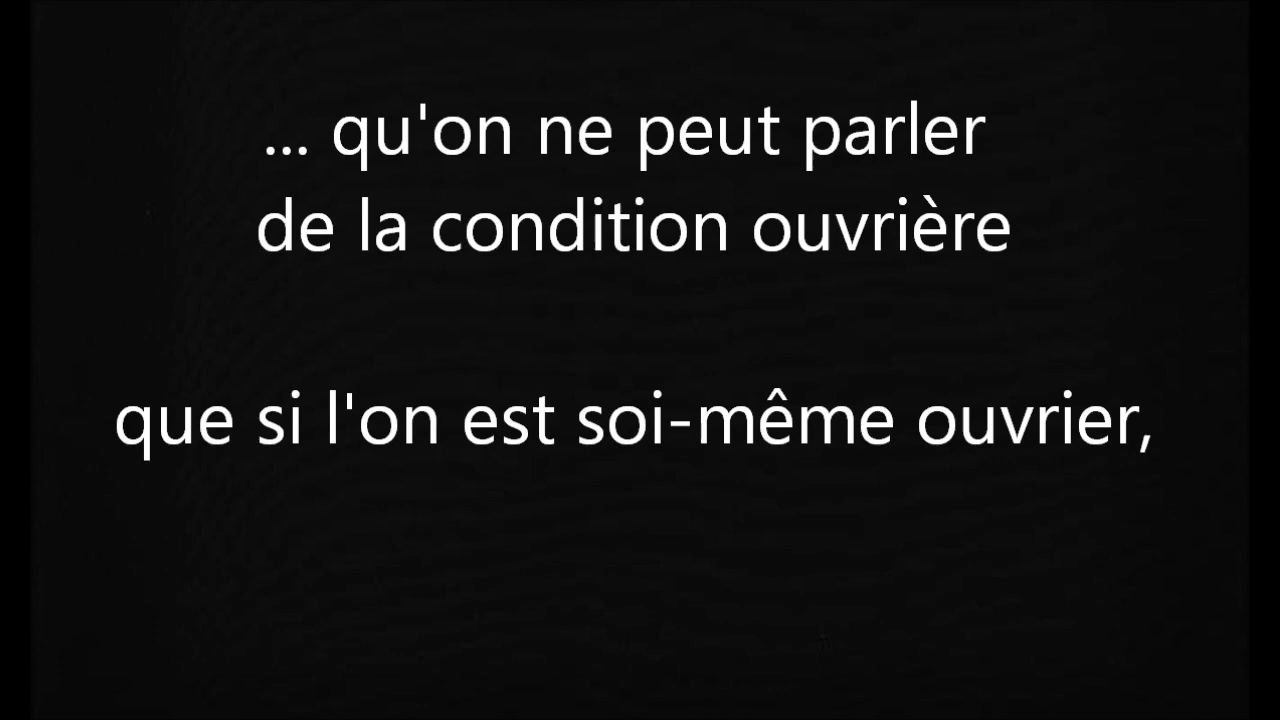 ... qu'on ne peut parler
de la condition ouvrière
que si l'on est soi-même ouvrier,